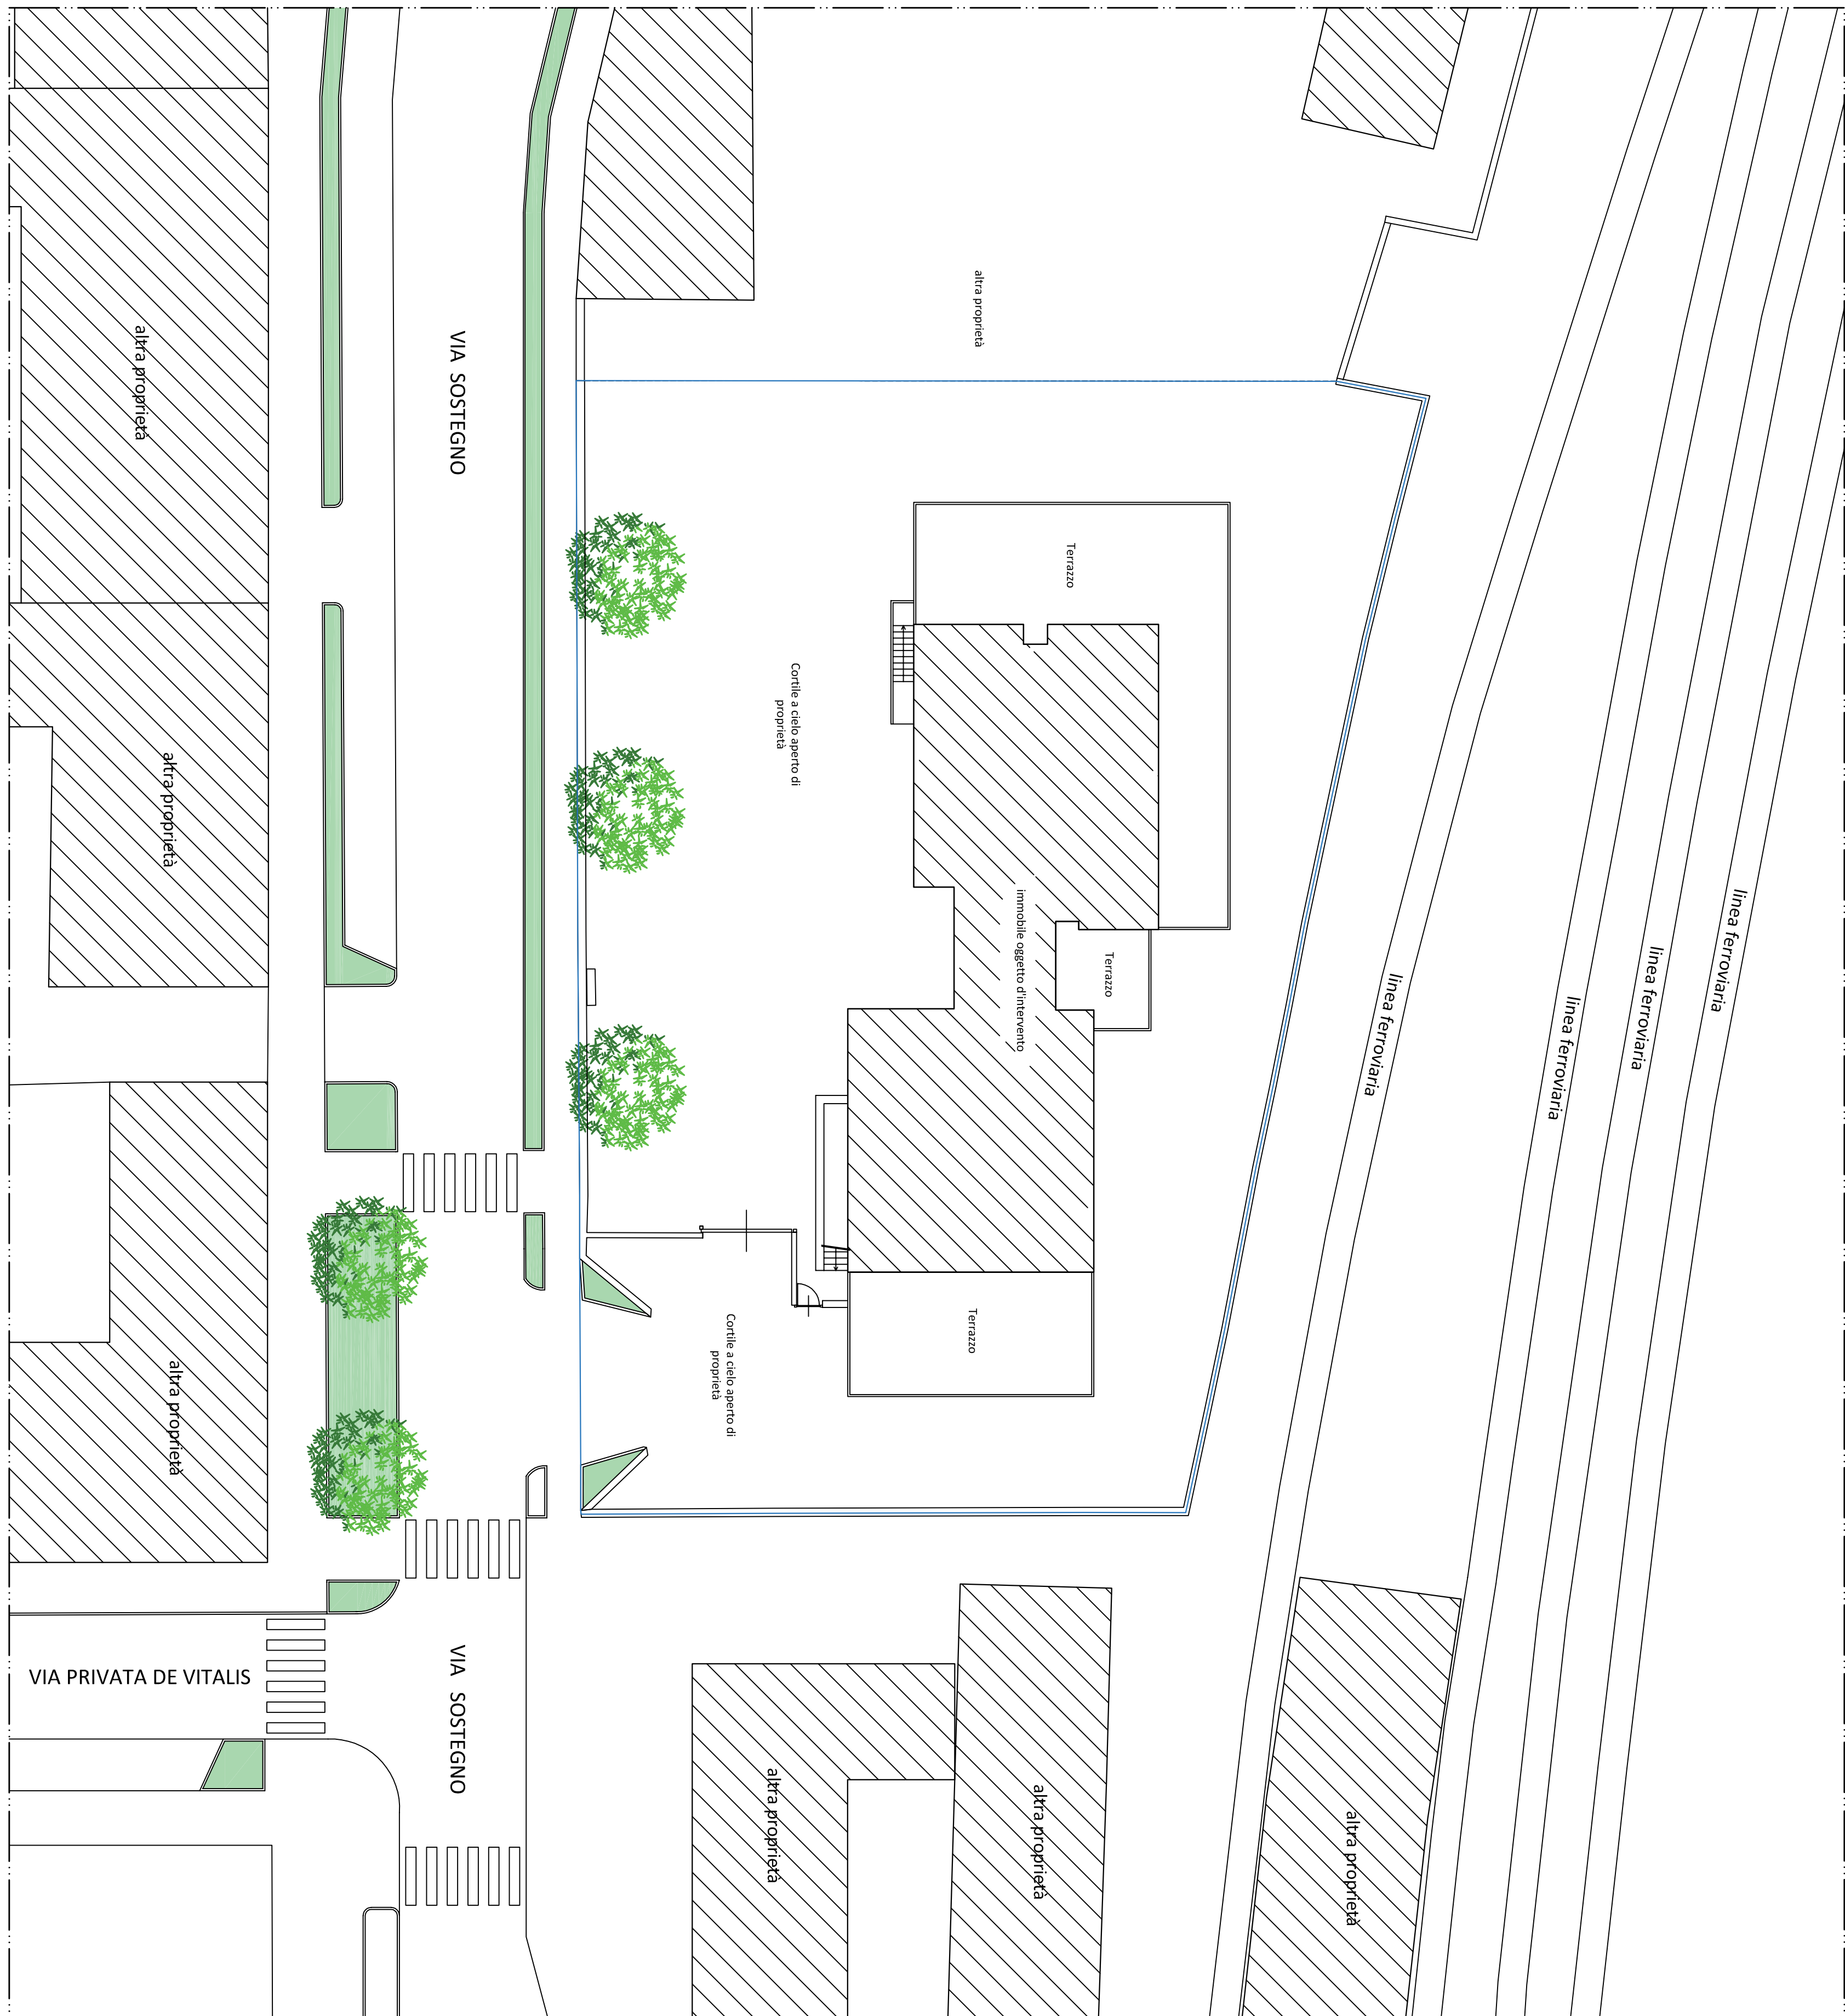 altra proprietà
altra proprietà
VIA SOSTEGNO
altra proprietà
Terrazzo
Cortile a cielo aperto di
proprietà
immobile oggetto d'intervento
Terrazzo
linea ferroviaria
linea ferroviaria
linea ferroviaria
linea ferroviaria
altra proprietà
Cortile a cielo aperto di
proprietà
Terrazzo
altra proprietà
VIA PRIVATA DE VITALIS
VIA SOSTEGNO
altra proprietà
altra proprietà
altra proprietà